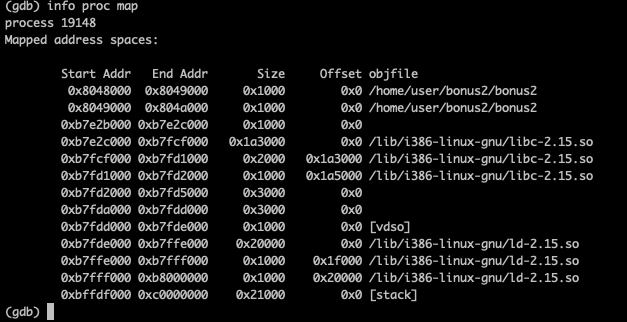 (gdb) info proc map
process 19148
Mapped address spaces:
Start Addr End Addr Size Offset objfile
0x8048000 0x8049000 0x1000 0x0 /home/user/bonus2/bonus2
0x8049000 0x804a000 0x1000 0x0 /home/user/bonus2/bonus2
0xb7e2b000 0xb7e2c000 0x1000 0x0
0xb7e2c000 0xb7fcf000 0x1a3000 0x0 /lib/i386-linux-gnu/libc-2.15.so
0xb7fcf000 0xb7fd1000 0x2000 0x1a3000 /lib/i386-linux-gnu/libc-2.15.so
0xb7fd1000 0xb7fd2000 0x1000 0x1a5000 /lib/i386-linux-gnu/libc-2.15.so
0xb7fd2000 0xb7fd5000 0x3000 0x0
0xb7fda000 0xb7fdd000 0x3000 0x0
0xb7fdd000 0xb7fde000 0x1000 0x0 [vdso]
0xb7fde000 0xb7ffe000 0x20000 0x0 /lib/i386-linux-gnu/ld-2.15.so
0xb7ffe000 0xb7fff000 0x1000 0x1f000 /lib/i386-linux-gnu/ld-2.15.so
0xb7fff000 0xb8000000 0x1000 0x20000 /lib/i386-linux-gnu/ld-2.15.so
0xbffdf000 0xc0000000 0x21000 0x0 [stack]
(gdb)